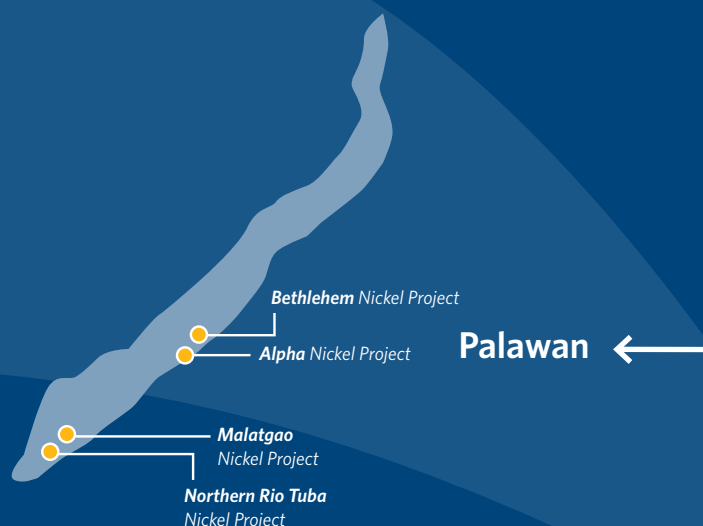 Bethlehem Nickel Project
Alpha Nickel Project
Palawan
Malatgao
Nickel Project
Northern Rio Tuba
Nickel Project